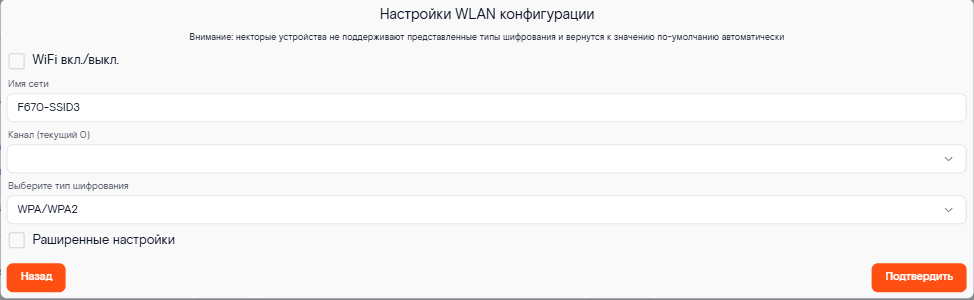 Настройки WLAN конфигурации
Внимание: некторые устройства не поддерживают представленные типы шифрования и вернутся к значению по-умолчанию автоматически
WiFi вкл./выкл.
Имя сети
F670-SSID3
Канал (текущий 0)
Выберите тип шифрования
WPA/WPA2
Раширенные настройки
Назад
Подтвердить